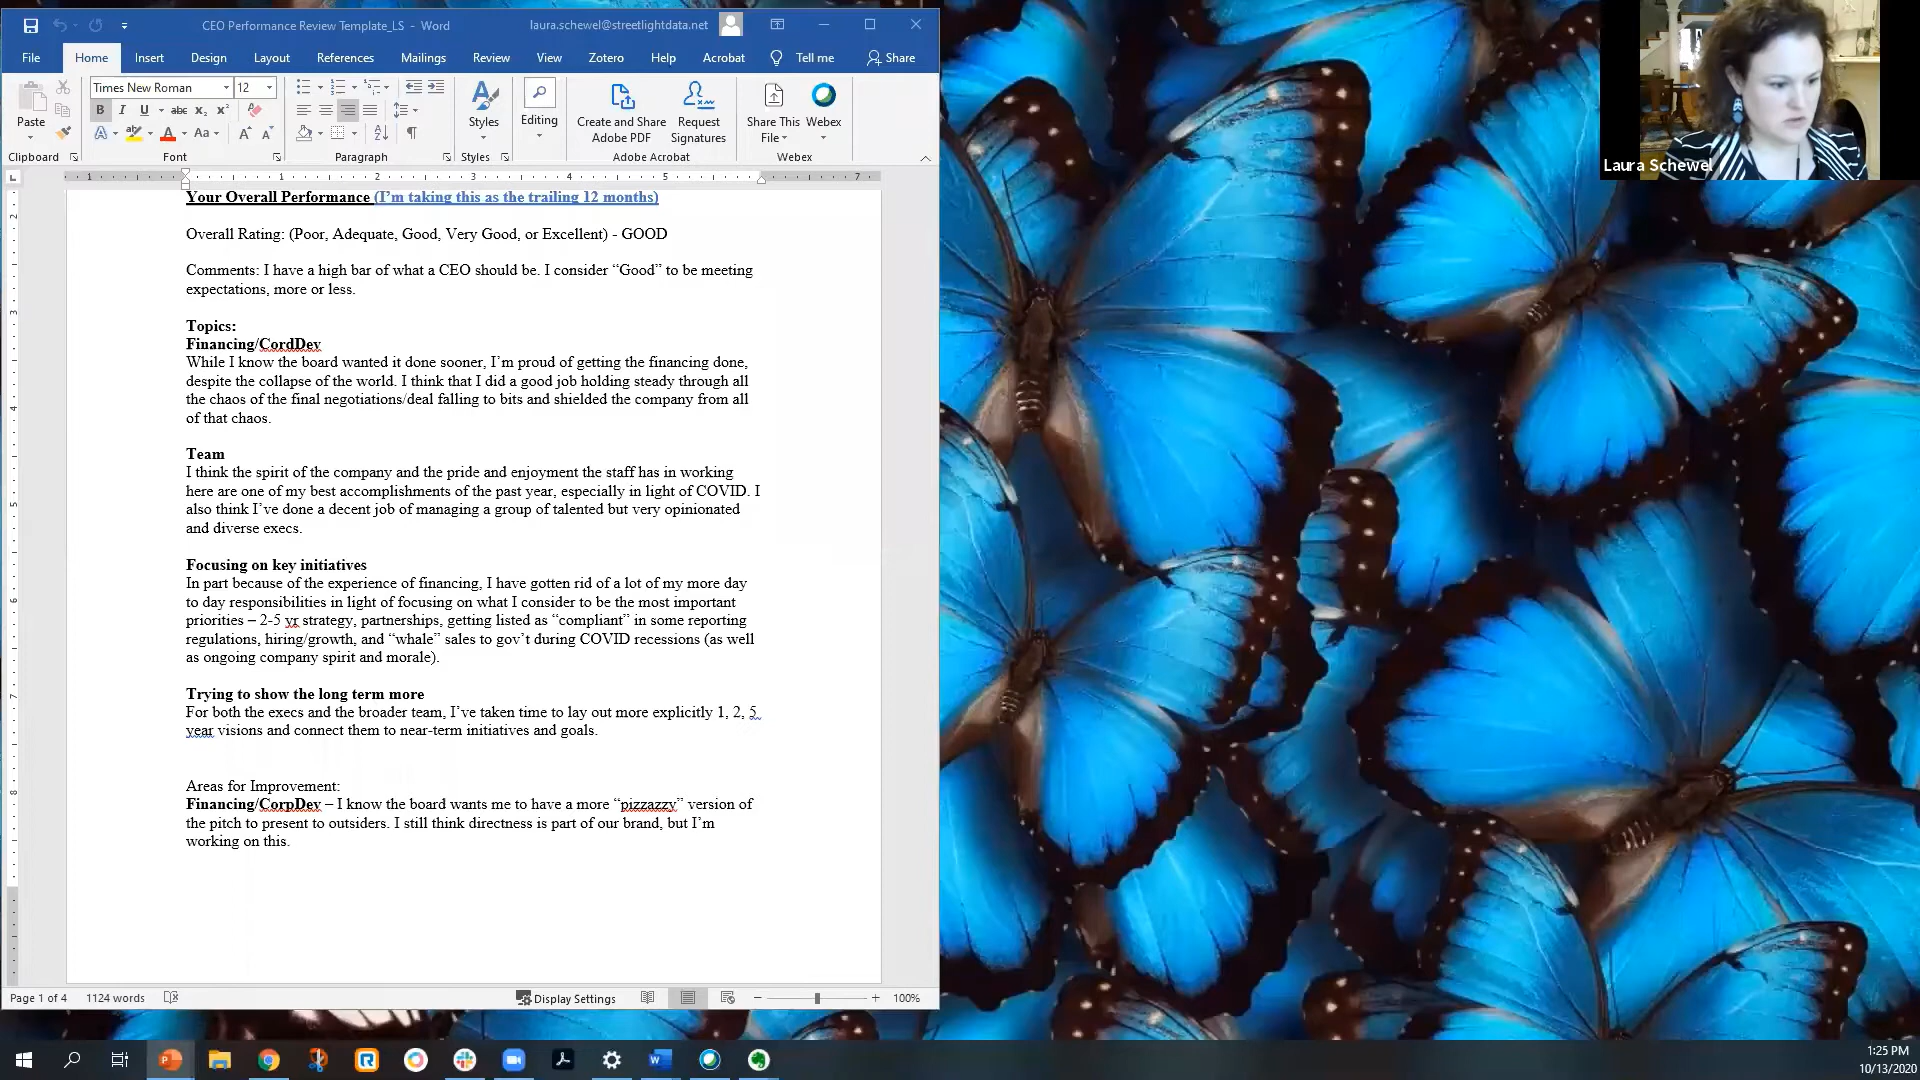 CEO Performance Review Template_LS - Word
laura.schewel@streetlightdata.net
File Home Insert Design Layout References Mailings Review View Zotero Help Acrobat Tell me Share
Times New Roman 12
Paste
Styles
Editing
Create and Share Adobe PDF
Request Signatures
Share This File
Webex
Clipboard Font Paragraph Styles Adobe Acrobat Webex
Your Overall Performance (I’m taking this as the trailing 12 months)
Overall Rating: (Poor, Adequate, Good, Very Good, or Excellent) - GOOD
Comments: I have a high bar of what a CEO should be. I consider “Good” to be meeting
expectations, more or less.
Topics:
Financing/CordDev
While I know the board wanted it done sooner, I’m proud of getting the financing done,
despite the collapse of the world. I think that I did a good job holding steady through all
the chaos of the final negotiations/deal falling to bits and shielded the company from all
of that chaos.
Team
I think the spirit of the company and the pride and enjoyment the staff has in working
here are one of my best accomplishments of the past year, especially in light of COVID. I
also think I’ve done a decent job of managing a group of talented but very opinionated
and diverse execs.
Focusing on key initiatives
In part because of the experience of financing, I have gotten rid of a lot of my more day
to day responsibilities in light of focusing on what I consider to be the most important
priorities – 2-5 yr strategy, partnerships, getting listed as “compliant” in some reporting
regulations, hiring/growth, and “whale” sales to gov’t during COVID recessions (as well
as ongoing company spirit and morale).
Trying to show the long term more
For both the execs and the broader team, I’ve taken time to lay out more explicitly 1, 2, 5
year visions and connect them to near-term initiatives and goals.
Areas for Improvement:
Financing/CorpDev – I know the board wants me to have a more “pizzazzy” version of
the pitch to present to outsiders. I still think directness is part of our brand, but I’m
working on this.
Page 1 of 4 1124 words Display Settings 100%
Laura Schewel
1:25 PM
10/13/2020